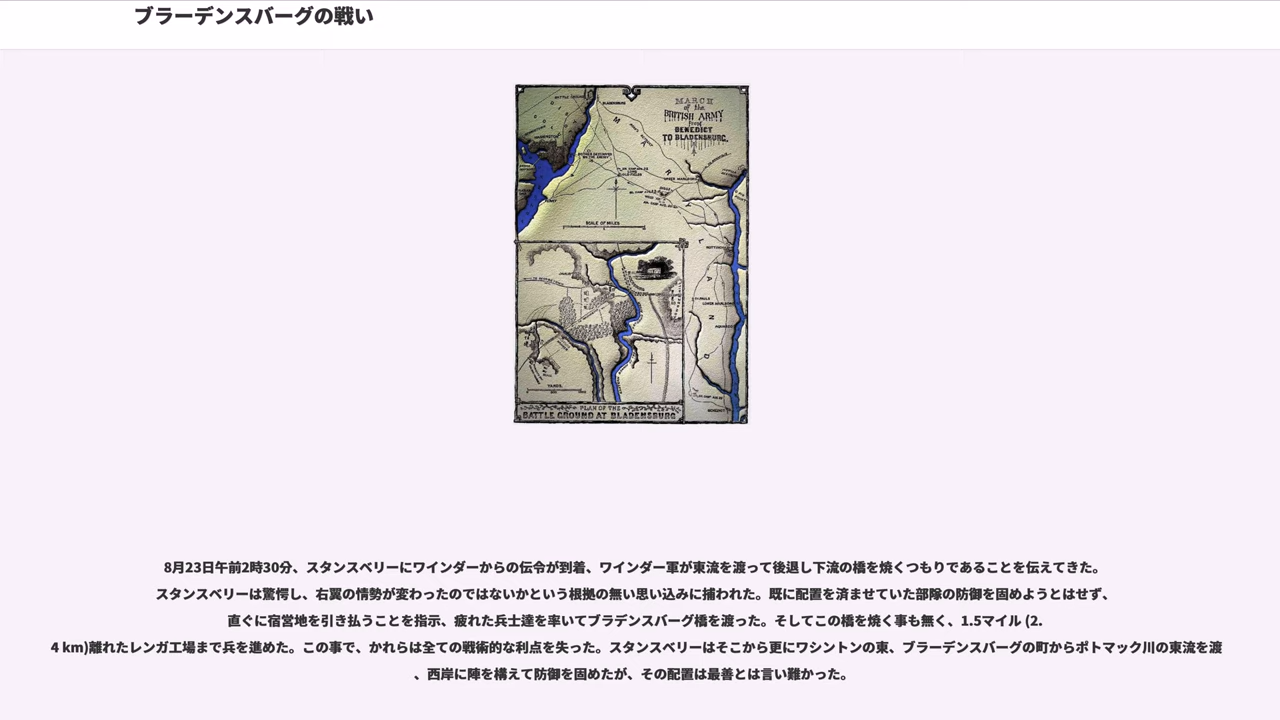 ブラーデンスバーグの戦い
MARCH
of the
BRITISH ARMY
from
BENEDICT
TO BLADENSBURG.
BLADENSBURG
SCALE OF MILES
YARDS.
PLAN OF THE
BATTLE GROUND AT BLADENSBURG
8月23日午前2時30分、スタンスベリーにワインダーからの伝令が到着、ワインダー軍が東流を渡って後退し下流の橋を焼くつもりであることを伝えてきた。
スタンスベリーは驚愕し、右翼の情勢が変わったのではないかという根拠の無い思い込みに捕われた。既に配置を済ませていた部隊の防御を固めようとはせず、
直ぐに宿営地を引き払うことを指示、疲れた兵士達を率いてブラデンスバーグ橋を渡った。そしてこの橋を焼く事も無く、1.5マイル (2.
4 km)離れたレンガ工場まで兵を進めた。この事で、かれらは全ての戦術的な利点を失った。スタンスベリーはそこから更にワシントンの東、ブラーデンスバーグの町からポトマック川の東流を渡
、西岸に陣を構えて防御を固めたが、その配置は最善とは言い難かった。